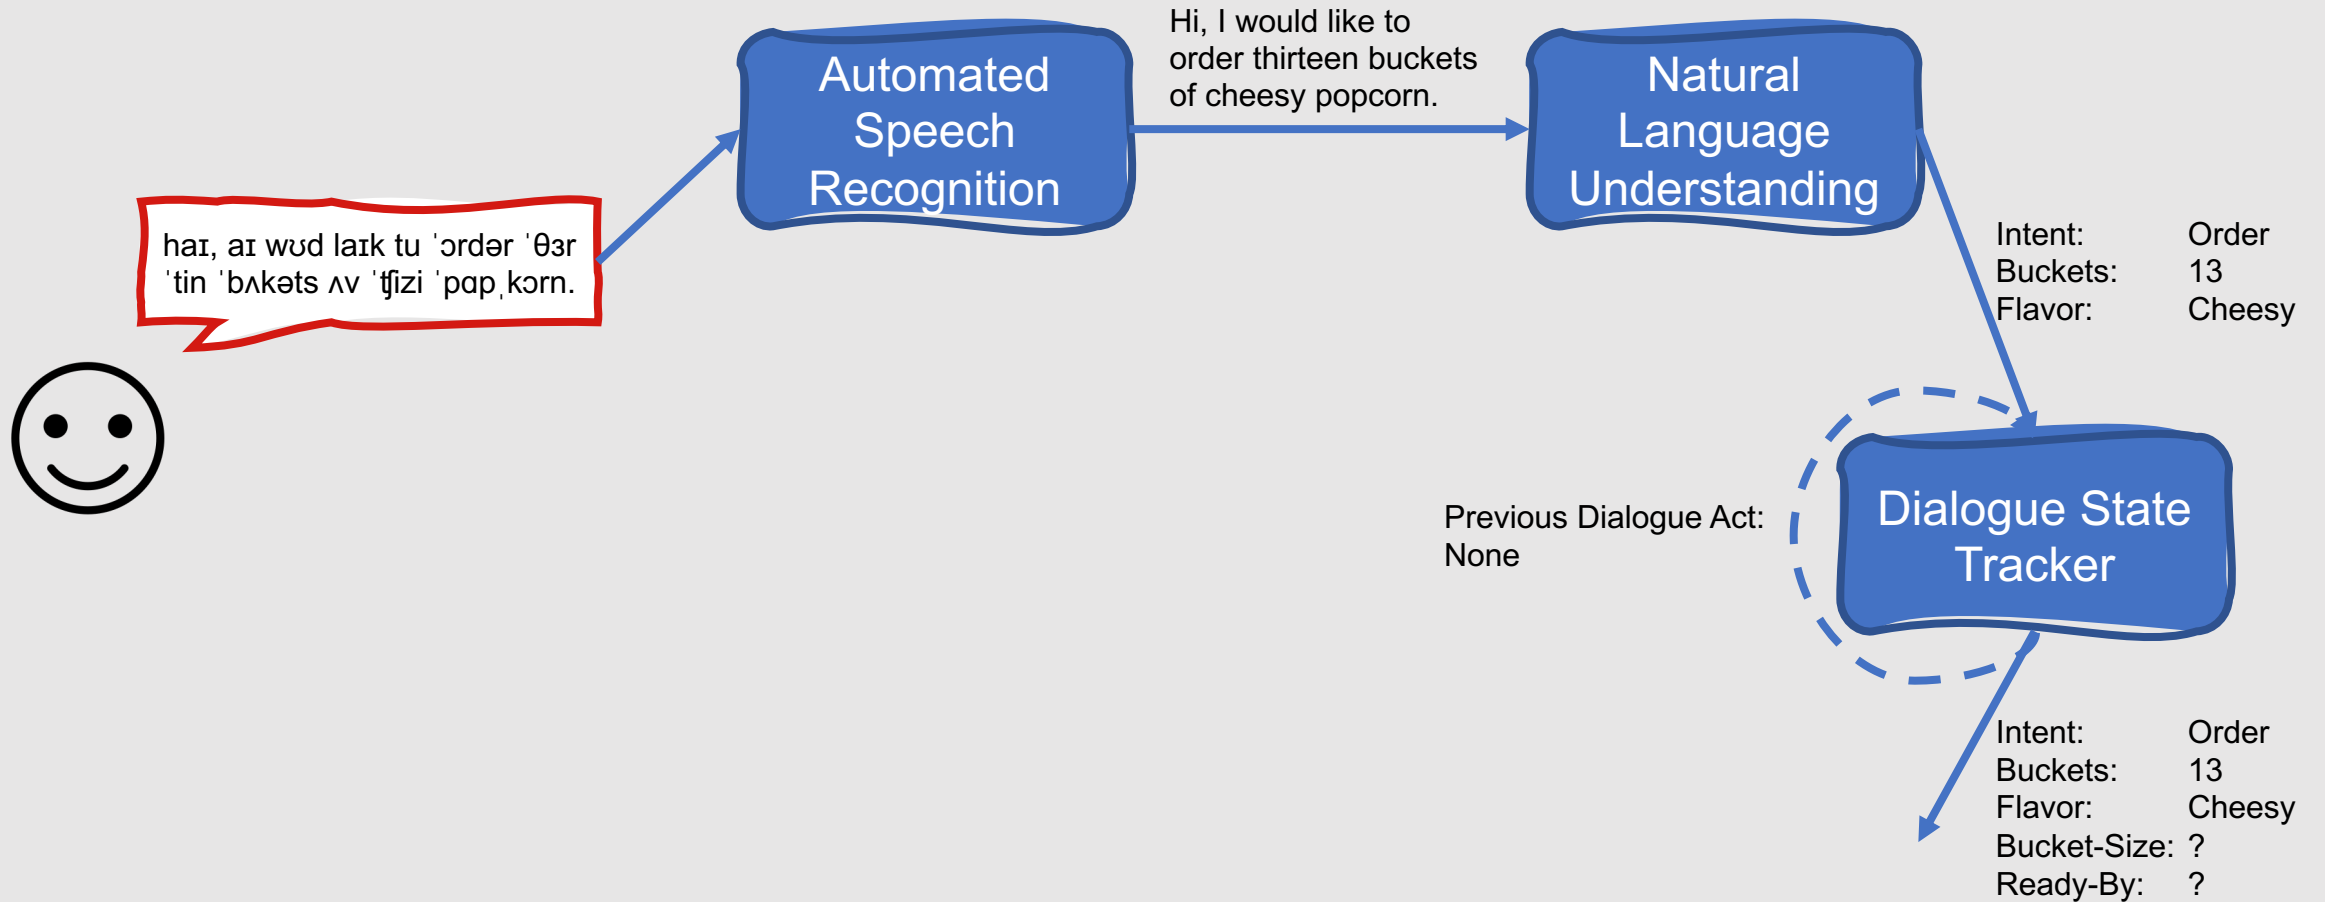 Hi, I would like to
order thirteen buckets
of cheesy popcorn.
Automated
Speech
Recognition
Natural
Language
Understanding
haɪ, aɪ wʊd laɪk tu ˈɔrdər ˈθɜr
ˈtin ˈbʌkəts ʌv ˈʧizi ˈpɑpˌkɔrn.
Intent: Order
Buckets: 13
Flavor: Cheesy
Previous Dialogue Act:
None
Dialogue State
Tracker
Intent: Order
Buckets: 13
Flavor: Cheesy
Bucket-Size: ?
Ready-By: ?